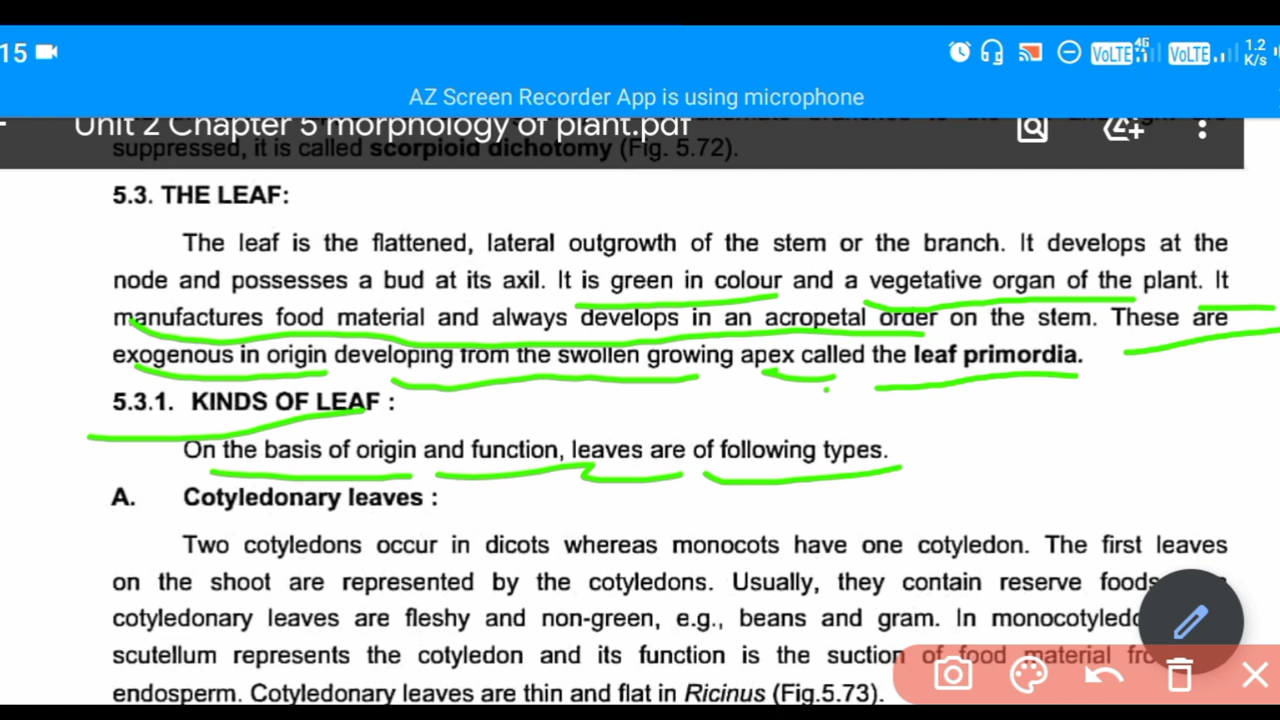 15
4G
VoLTE VoLTE 1.2
K/s
AZ Screen Recorder App is using microphone
Unit 2 Chapter 5 morphology of plant.pdf
suppressed, it is called scorpioid dichotomy (Fig. 5.72).
5.3. THE LEAF:
The leaf is the flattened, lateral outgrowth of the stem or the branch. It develops at the
node and possesses a bud at its axil. It is green in colour and a vegetative organ of the plant. It
manufactures food material and always develops in an acropetal order on the stem. These are
exogenous in origin developing from the swollen growing apex called the leaf primordia.
5.3.1. KINDS OF LEAF :
On the basis of origin and function, leaves are of following types.
A. Cotyledonary leaves :
Two cotyledons occur in dicots whereas monocots have one cotyledon. The first leaves
on the shoot are represented by the cotyledons. Usually, they contain reserve foods
cotyledonary leaves are fleshy and non-green, e.g., beans and gram. In monocotyled
scutellum represents the cotyledon and its function is the suction of food material fr
endosperm. Cotyledonary leaves are thin and flat in Ricinus (Fig.5.73).